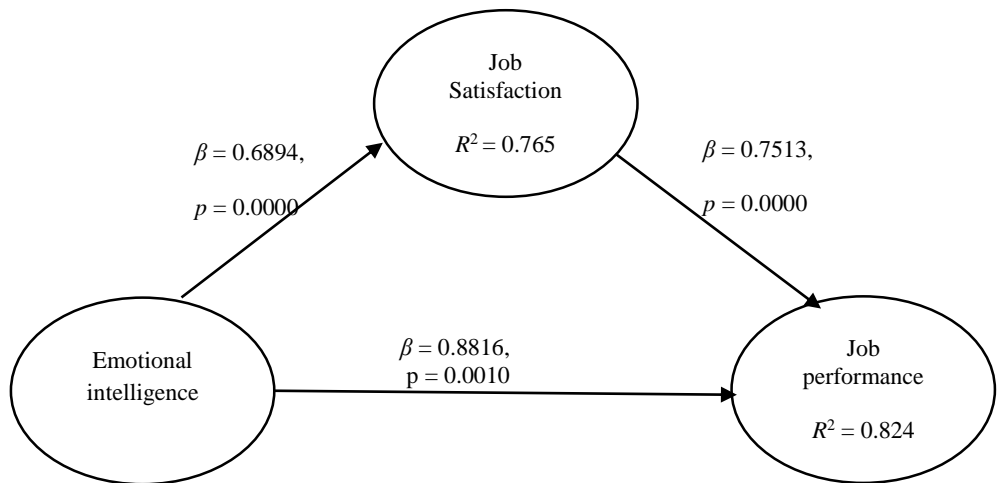 Job
Satisfaction
R² = 0.765
β = 0.6894,
p = 0.0000
β = 0.7513,
p = 0.0000
Emotional
intelligence
β = 0.8816,
p = 0.0010
Job
performance
R² = 0.824